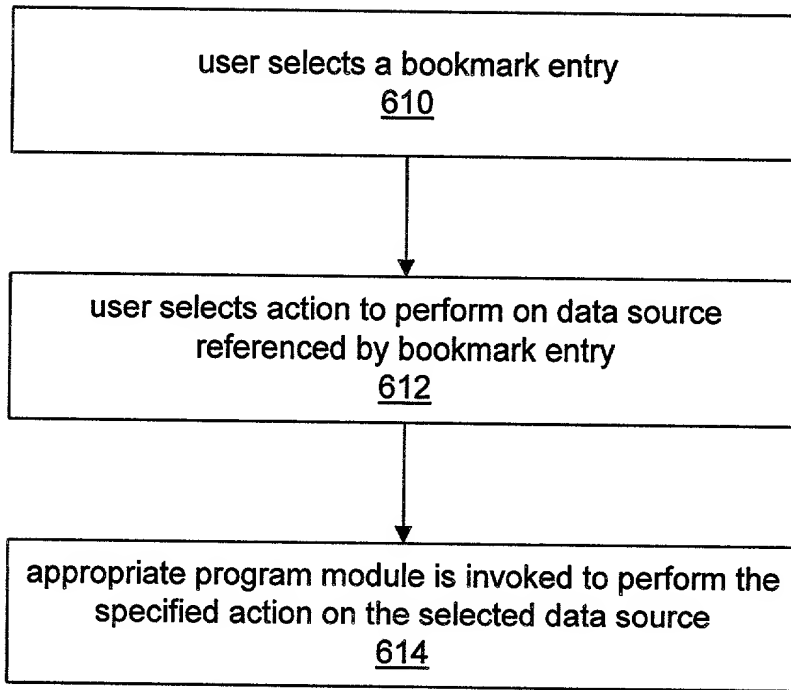 user selects a bookmark entry
610
user selects action to perform on data source
referenced by bookmark entry
612
appropriate program module is invoked to perform the
specified action on the selected data source
614